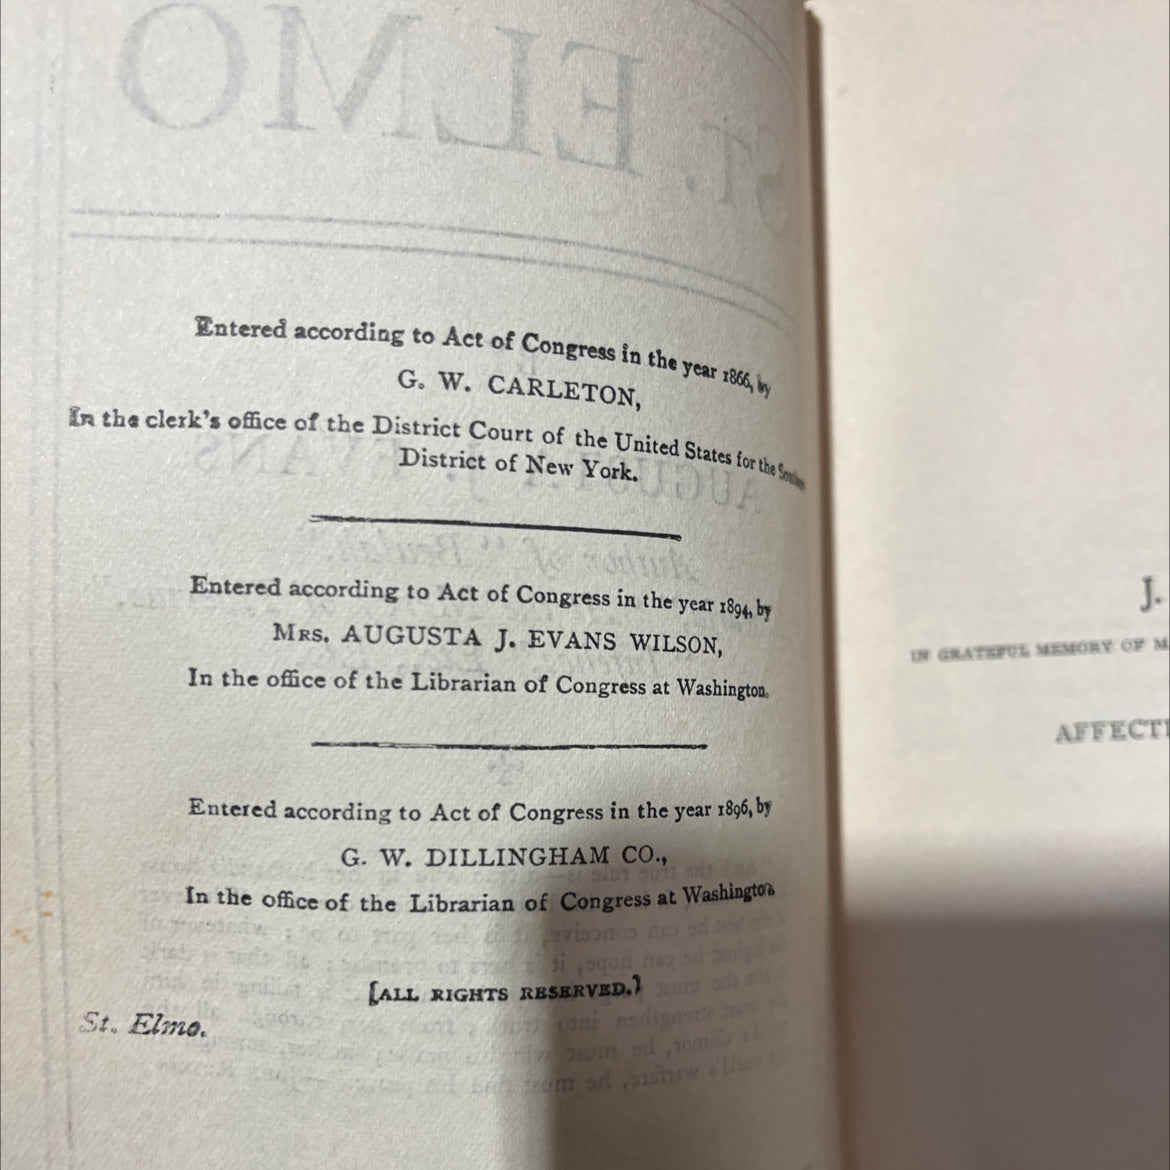 Entered according to Act of Congress in the year 1866, by
G. W. CARLETON,
In the clerk's office of the District Court of the United States for the Southern
District of New York.
Entered according to Act of Congress in the year 1894, by
MRS. AUGUSTA J. EVANS WILSON,
In the office of the Librarian of Congress at Washington.
Entered according to Act of Congress in the year 1896, by
G. W. DILLINGHAM CO.,
In the office of the Librarian of Congress at Washington
[ALL RIGHTS RESERVED.]
St. Elmo.
J.
IN GRATEFUL MEMORY OF